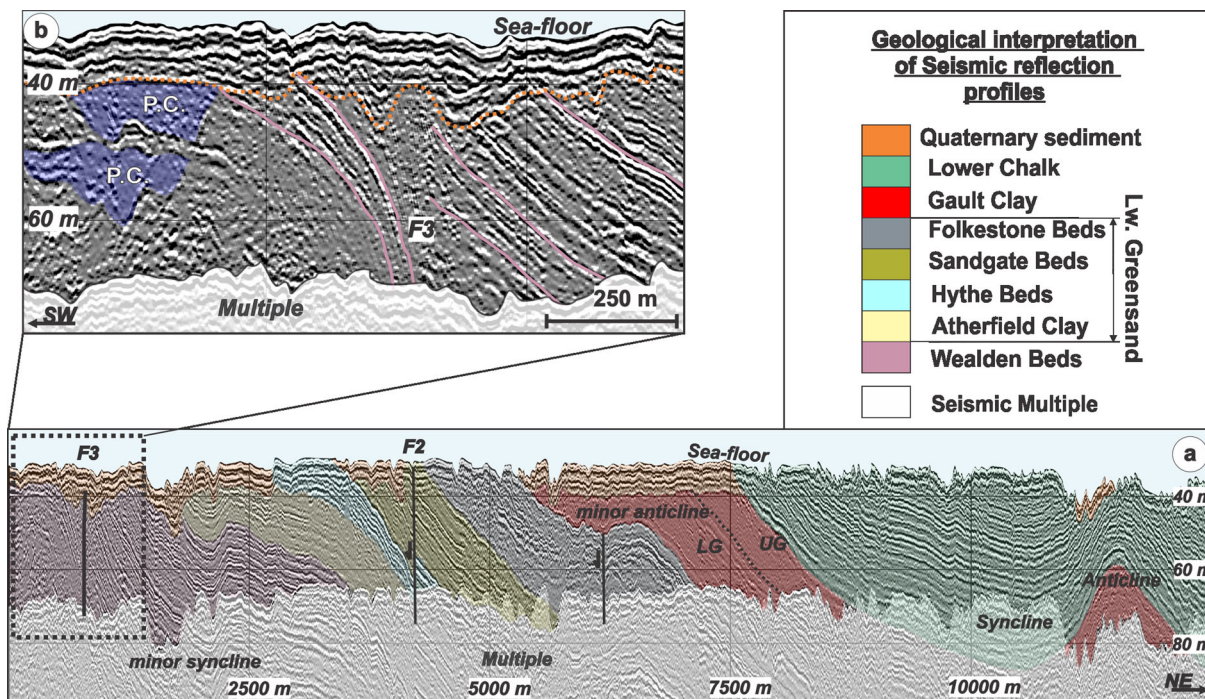 b
Sea-floor
40 m
P.C.
P.C.
60 m
F3
250 m
SW
Multiple
Geological interpretation
of Seismic reflection
profiles
Quaternary sediment
Lower Chalk
Gault Clay
Folkestone Beds
Sandgate Beds
Hythe Beds
Atherfield Clay
Wealden Beds
Seismic Multiple
Lw. Greensand
F3
F2
Sea-floor
a
40 m
minor anticline
LG
UG
60 m
Anticline
Syncline
80 m
minor syncline
Multiple
2500 m
5000 m
7500 m
10000 m
NE